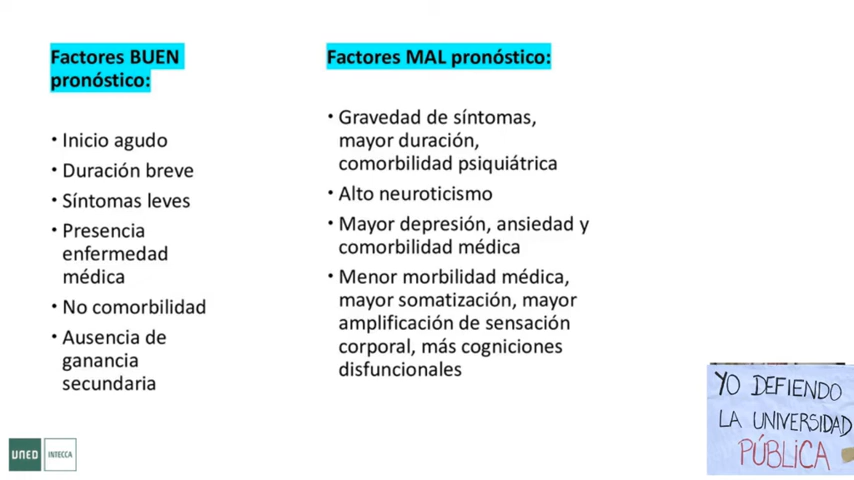 Factores BUEN
pronóstico:
• Inicio agudo
• Duración breve
• Síntomas leves
• Presencia
enfermedad
médica
• No comorbilidad
• Ausencia de
ganancia
secundaria
Factores MAL pronóstico:
• Gravedad de síntomas,
mayor duración,
comorbilidad psiquiátrica
• Alto neuroticismo
• Mayor depresión, ansiedad y
comorbilidad médica
• Menor morbilidad médica,
mayor somatización, mayor
amplificación de sensación
corporal, más cogniciones
disfuncionales
UNED INTECCA
YO DEFIENDO
LA UNIVERSIDAD
PÚBLICA